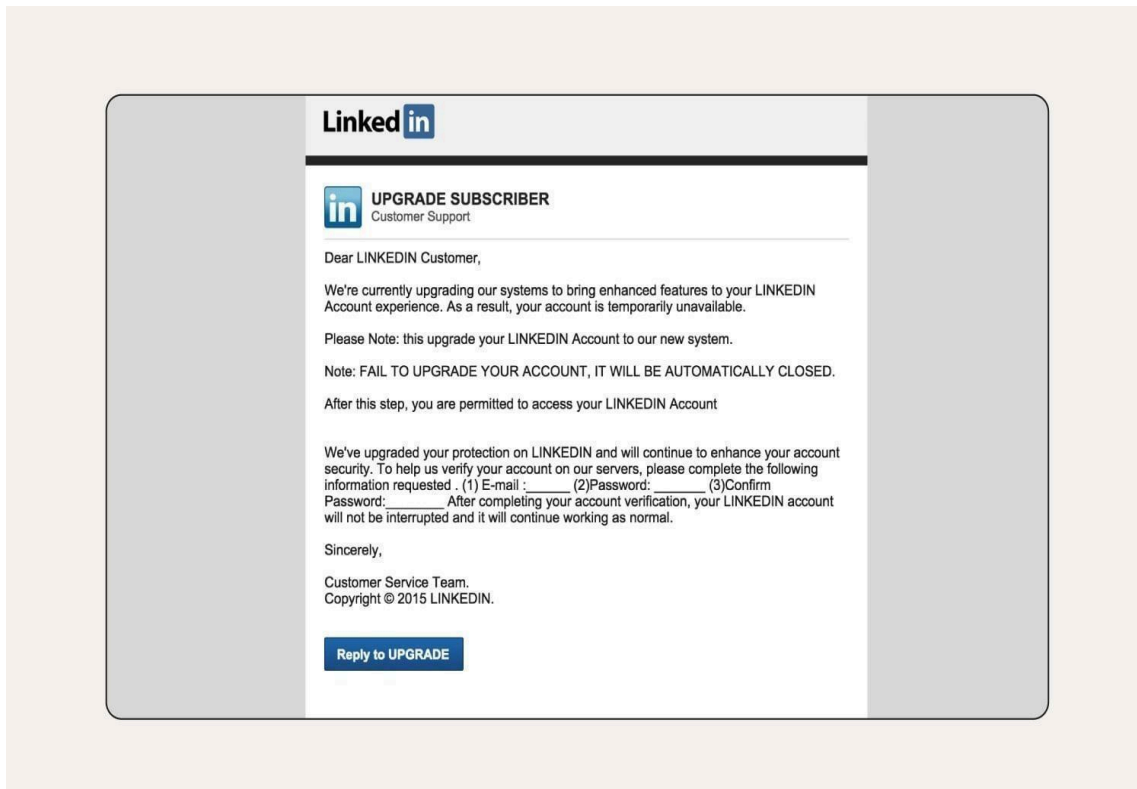 Linked in
in UPGRADE SUBSCRIBER
Customer Support
Dear LINKEDIN Customer,
We're currently upgrading our systems to bring enhanced features to your LINKEDIN
Account experience. As a result, your account is temporarily unavailable.
Please Note: this upgrade your LINKEDIN Account to our new system.
Note: FAIL TO UPGRADE YOUR ACCOUNT, IT WILL BE AUTOMATICALLY CLOSED.
After this step, you are permitted to access your LINKEDIN Account
We've upgraded your protection on LINKEDIN and will continue to enhance your account
security. To help us verify your account on our servers, please complete the following
information requested . (1) E-mail :______ (2)Password: _______ (3)Confirm
Password:________ After completing your account verification, your LINKEDIN account
will not be interrupted and it will continue working as normal.
Sincerely,
Customer Service Team.
Copyright © 2015 LINKEDIN.
Reply to UPGRADE